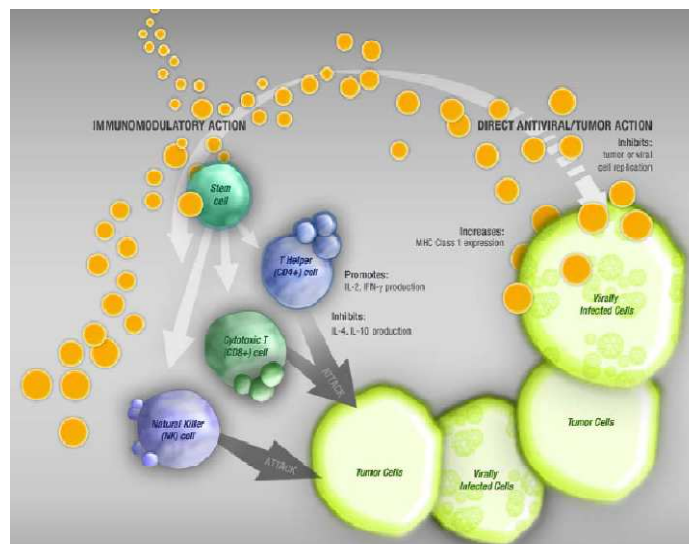 IMMUNOMODULATORY ACTION
DIRECT ANTIVIRAL/TUMOR ACTION
Inhibits:
tumor or viral
cell replication
Stem
cell
Increases:
MHC Class 1 expression
T Helper
(CD4+) cell
Promotes:
IL-2, IFN-γ production
Inhibits:
IL-4, IL-10 production
Virally
Infected Cells
Cytotoxic T
(CD8+) cell
ATTACK
Natural Killer
(NK) cell
ATTACK
Tumor Cells
Virally
Infected Cells
Tumor Cells